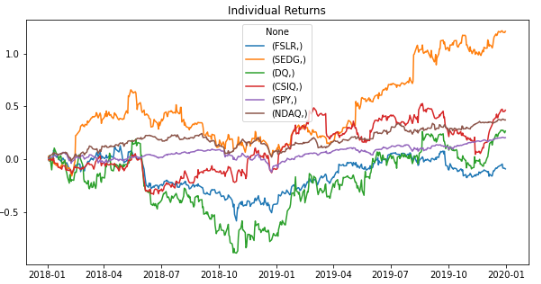 Individual Returns
None
(FSLR,)
(SEDG,)
(DQ,)
(CSIQ,)
(SPY,)
(NDAQ,)
1.0
0.5
0.0
−0.5
2018-01 2018-04 2018-07 2018-10 2019-01 2019-04 2019-07 2019-10 2020-01